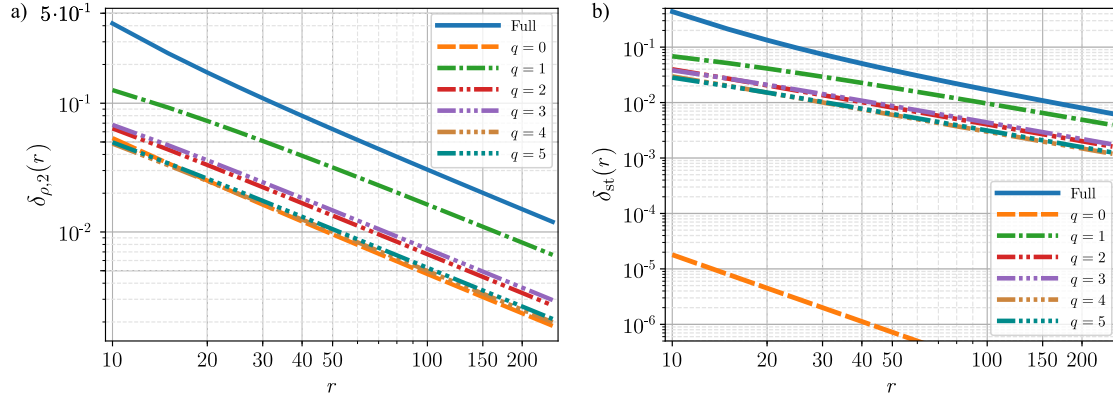 a)
5·10⁻¹
10⁻¹
10⁻²
δρ,2(r)
10 20 30 40 50 100 150 200
r
Full
q = 0
q = 1
q = 2
q = 3
q = 4
q = 5
b)
10⁻¹
10⁻²
10⁻³
10⁻⁴
10⁻⁵
10⁻⁶
δst(r)
10 20 30 40 50 100 150 200
r
Full
q = 0
q = 1
q = 2
q = 3
q = 4
q = 5